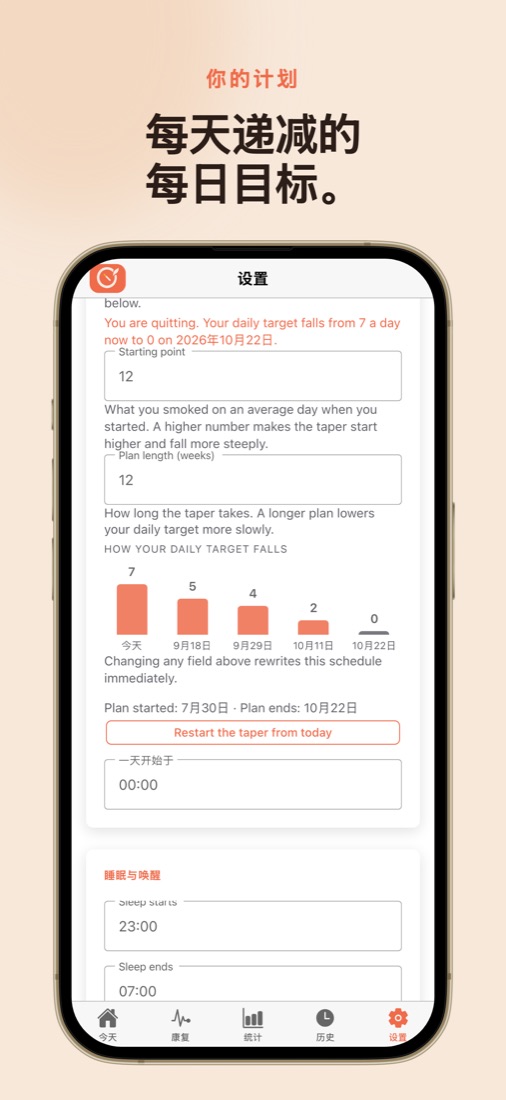 你的计划
每天递减的
每日目标。
设置
below.
You are quitting. Your daily target falls from 7 a day
now to 0 on 2026年10月22日.
Starting point
12
What you smoked on an average day when you
started. A higher number makes the taper start
higher and fall more steeply.
Plan length (weeks)
12
How long the taper takes. A longer plan lowers
your daily target more slowly.
HOW YOUR DAILY TARGET FALLS
7
5
4
2
0
今天
9月18日
9月29日
10月11日
10月22日
Changing any field above rewrites this schedule
immediately.
Plan started: 7月30日 · Plan ends: 10月22日
Restart the taper from today
一天开始于
00:00
睡眠与唤醒
Sleep starts
23:00
Sleep ends
07:00
今天
康复
统计
历史
设置